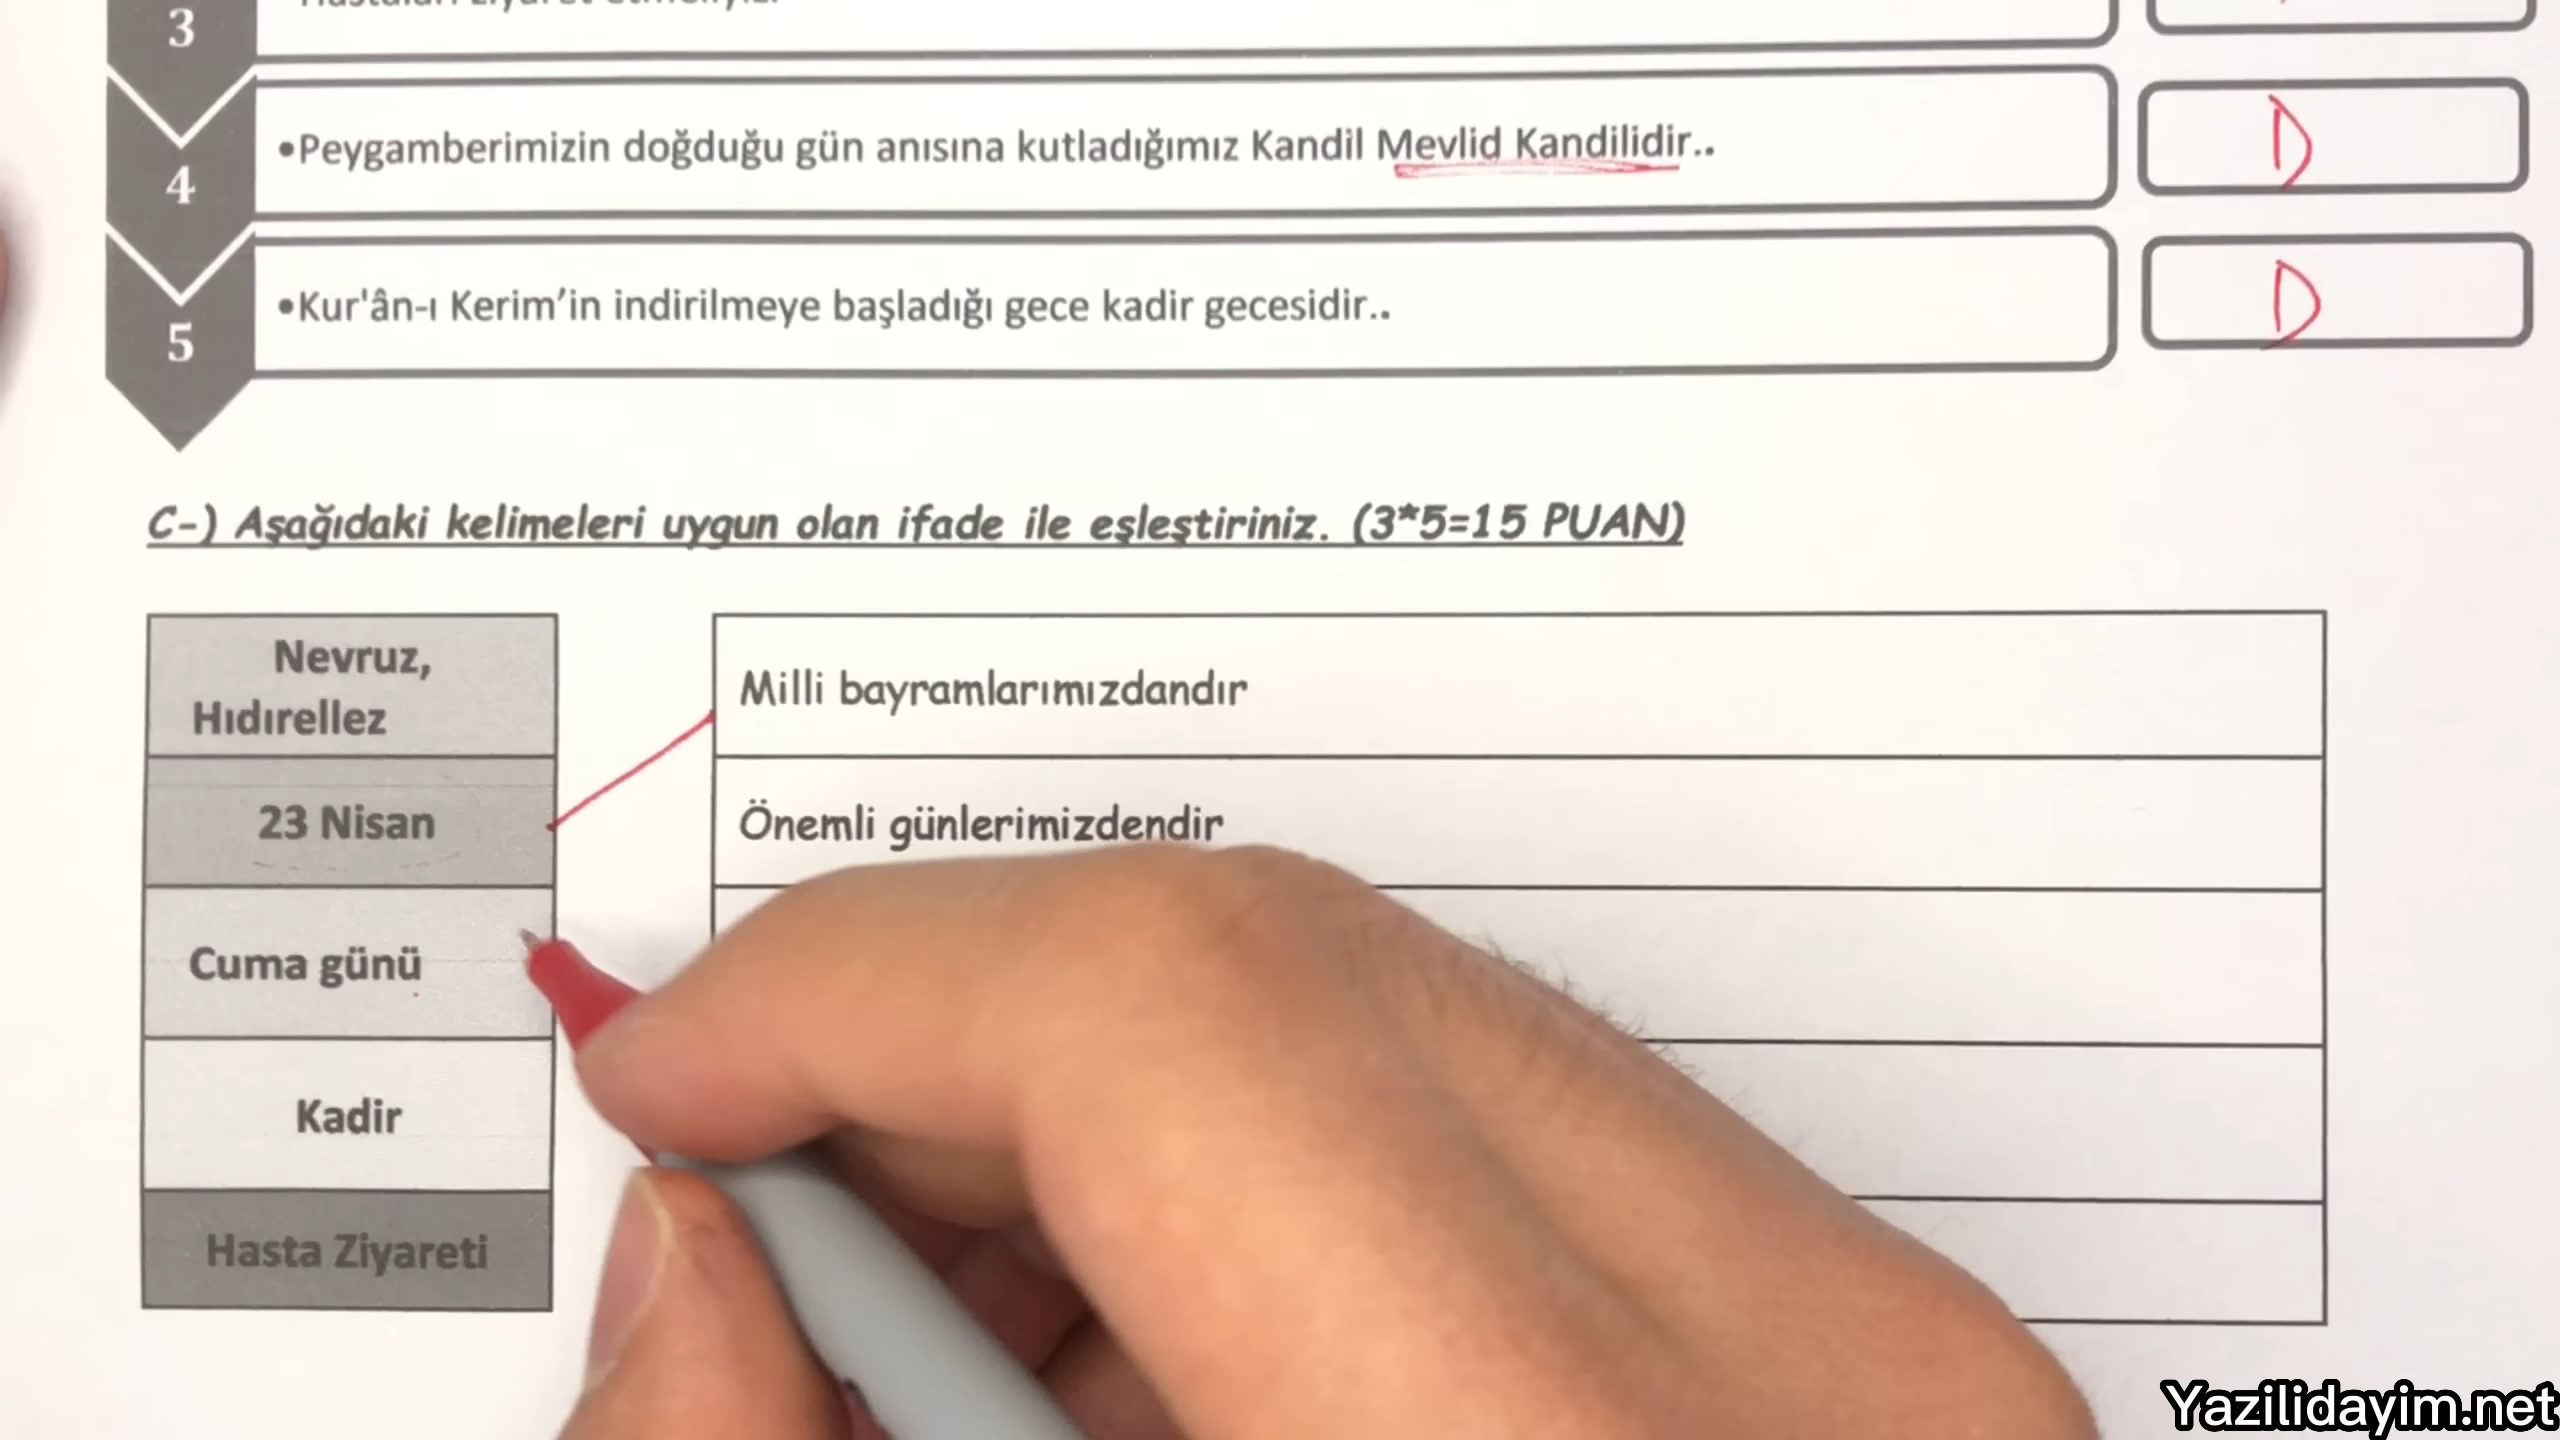 3
4
•Peygamberimizin doğduğu gün anısına kutladığımız Kandil Mevlid Kandilidir..
D
5
•Kur'ân-ı Kerim’in indirilmeye başladığı gece kadir gecesidir..
D
C-) Aşağıdaki kelimeleri uygun olan ifade ile eşleştiriniz. (3*5=15 PUAN)
Nevruz,
Hıdırellez
Milli bayramlarımızdandır
23 Nisan
Önemli günlerimizdendir
Cuma günü
Kadir
Hasta Ziyareti
Yazilidayim.net